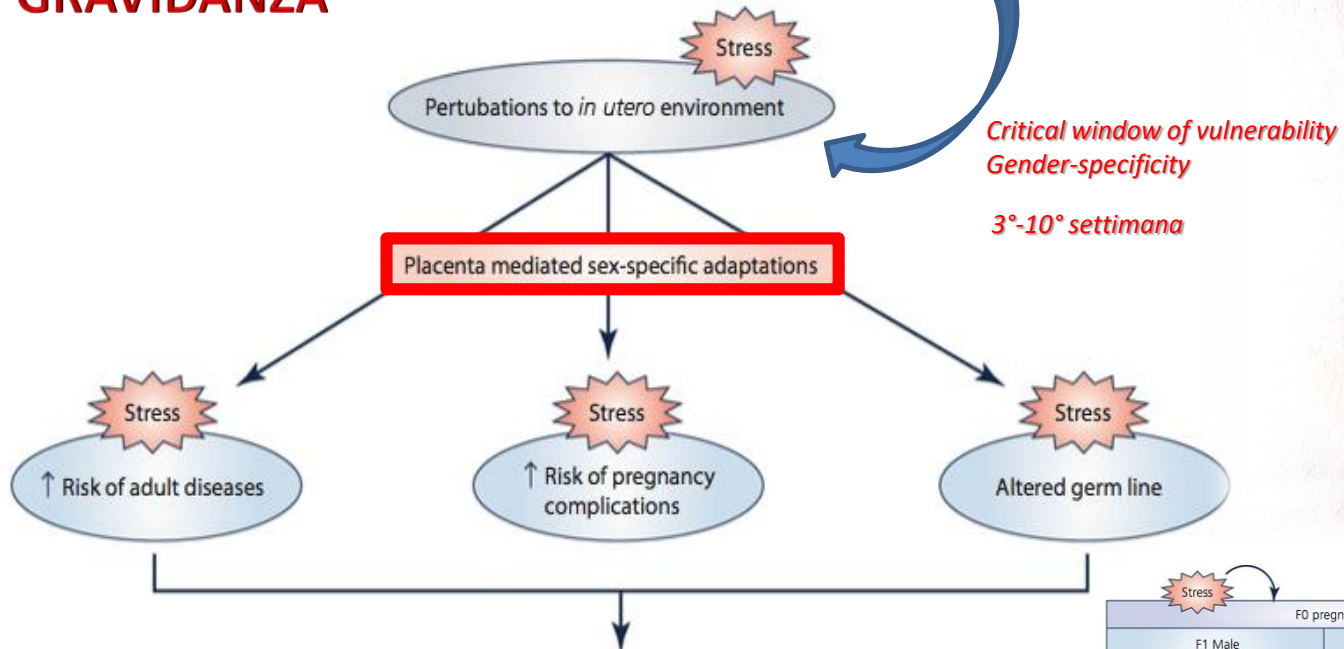 GRAVIDANZA
Stress
Pertubations to in utero environment
Critical window of vulnerability
Gender-specificity
3°-10° settimana
Placenta mediated sex-specific adaptations
Stress
Stress
Stress
↑ Risk of adult diseases
↑ Risk of pregnancy
complications
Altered germ line
Stress
F0
F1 Male